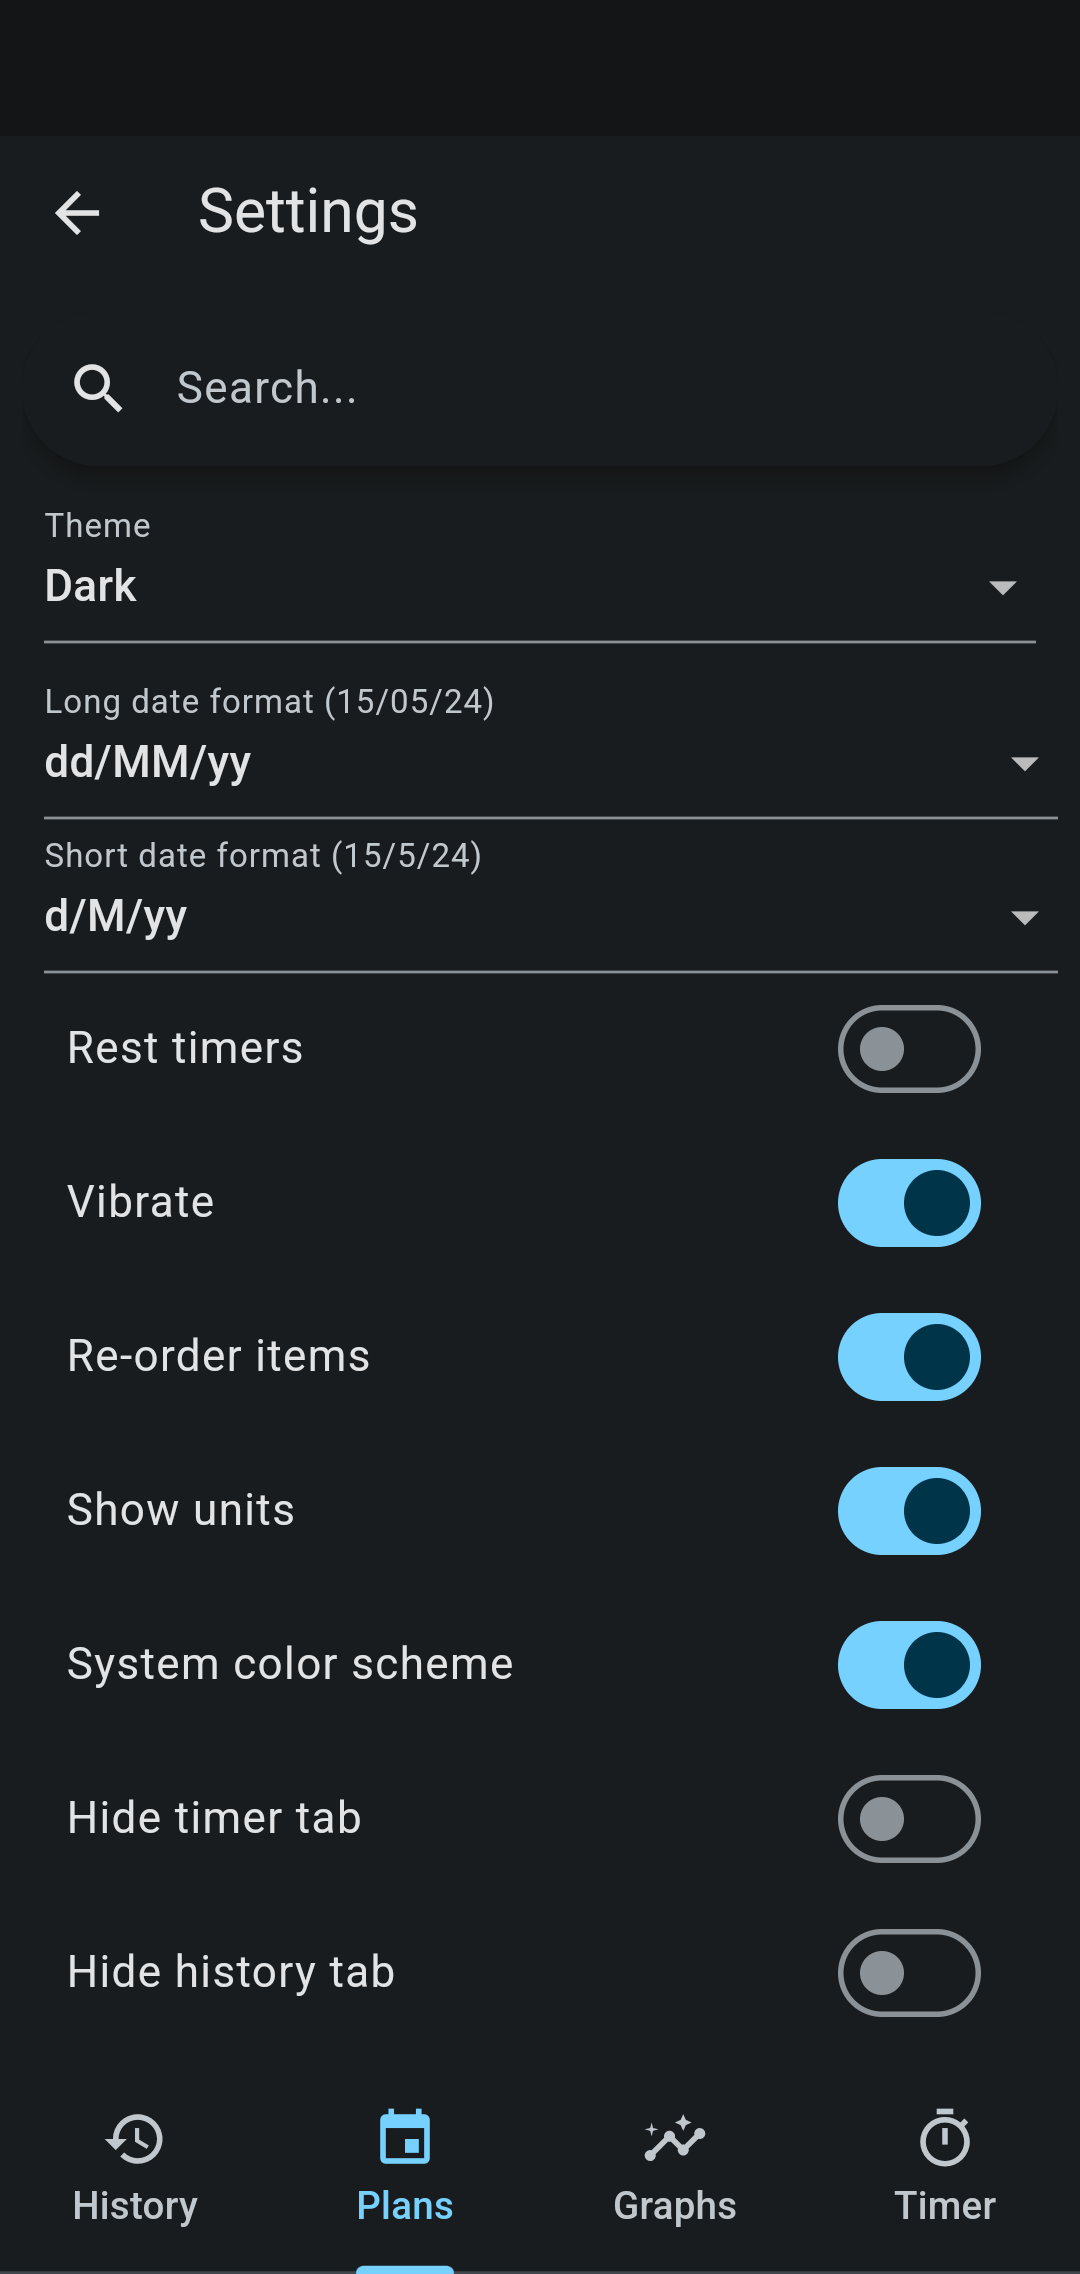 Settings
Search...
Theme
Dark
Long date format (15/05/24)
dd/MM/yy
Short date format (15/5/24)
d/M/yy
Rest timers
Vibrate
Re-order items
Show units
System color scheme
Hide timer tab
Hide history tab
History Plans Graphs Timer